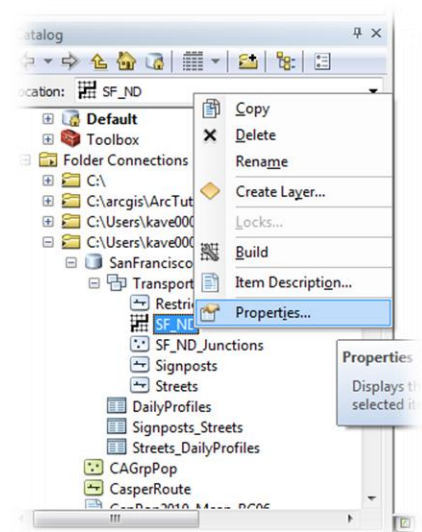 atalog
ocation: SF_ND
Default
Toolbox
Folder Connections
C:\
C:\arcgis\ArcTut
C:\Users\kave000
C:\Users\kave000
SanFrancisco
Transport
Restri
SF_ND
SF_ND_Junctions
Signposts
Streets
DailyProfiles
Signposts_Streets
Streets_DailyProfiles
CAGrpPop
CasperRoute
Copy
Delete
Rename
Create Layer...
Locks...
Build
Item Description...
Properties...
Properties
Displays th
selected it